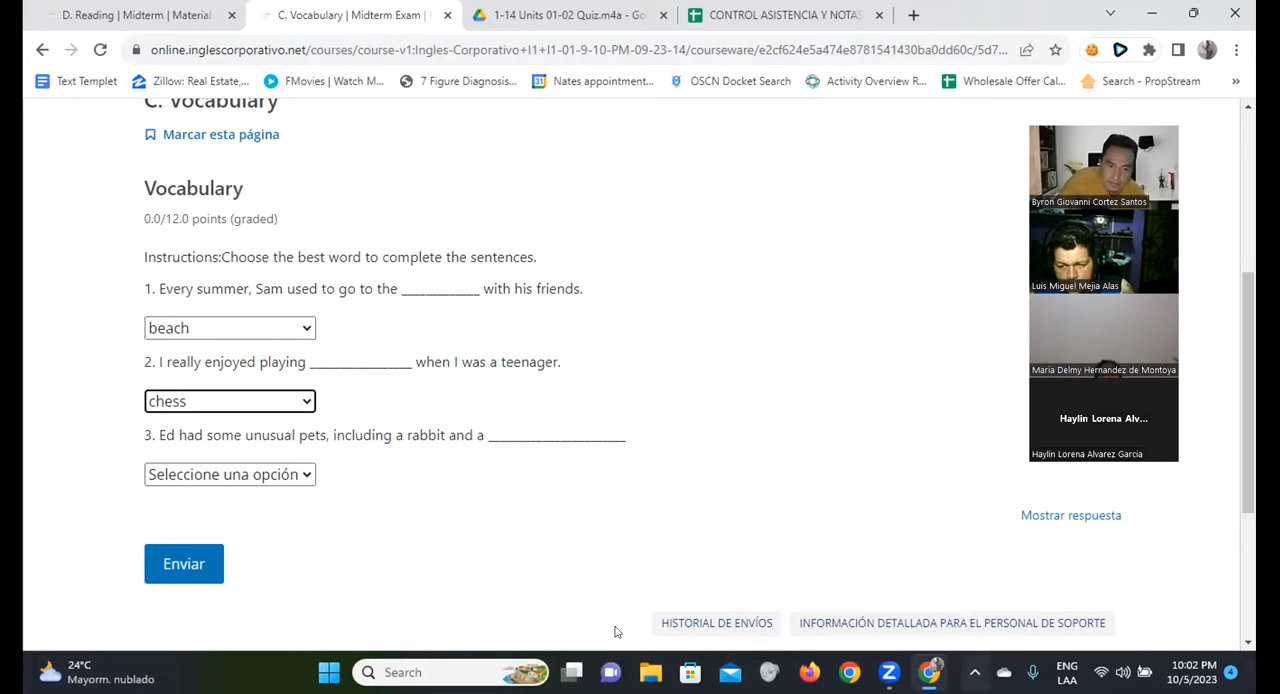 D. Reading | Midterm | Material
C. Vocabulary | Midterm Exam |
1-14 Units 01-02 Quiz.m4a - Go
CONTROL ASISTENCIA Y NOTAS
online.inglescorporativo.net/courses/course-v1:Ingles-Corporativo+I1+I1-01-9-10-PM-09-23-14/courseware/e2cf624e5a474e8781541430ba0dd60c/5d7...
Text Templet
Zillow: Real Estate,...
FMovies | Watch M...
7 Figure Diagnosis...
Nates appointment...
OSCN Docket Search
Activity Overview R...
Wholesale Offer Cal...
Search - PropStream
»
C. Vocabulary
Marcar esta página
Vocabulary
0.0/12.0 points (graded)
Instructions:Choose the best word to complete the sentences.
1. Every summer, Sam used to go to the ____________ with his friends.
beach
2. I really enjoyed playing ________________ when I was a teenager.
chess
3. Ed had some unusual pets, including a rabbit and a _____________________
Seleccione una opción
Mostrar respuesta
Enviar
HISTORIAL DE ENVÍOS
INFORMACIÓN DETALLADA PARA EL PERSONAL DE SOPORTE
Byron Giovanni Cortez Santos
Luis Miguel Mejia Alas
Maria Delmy Hernandez de Montoya
Haylin Lorena Alv...
Haylin Lorena Alvarez Garcia
24°C
Mayorm. nublado
Search
ENG
LAA
10:02 PM
10/5/2023
4